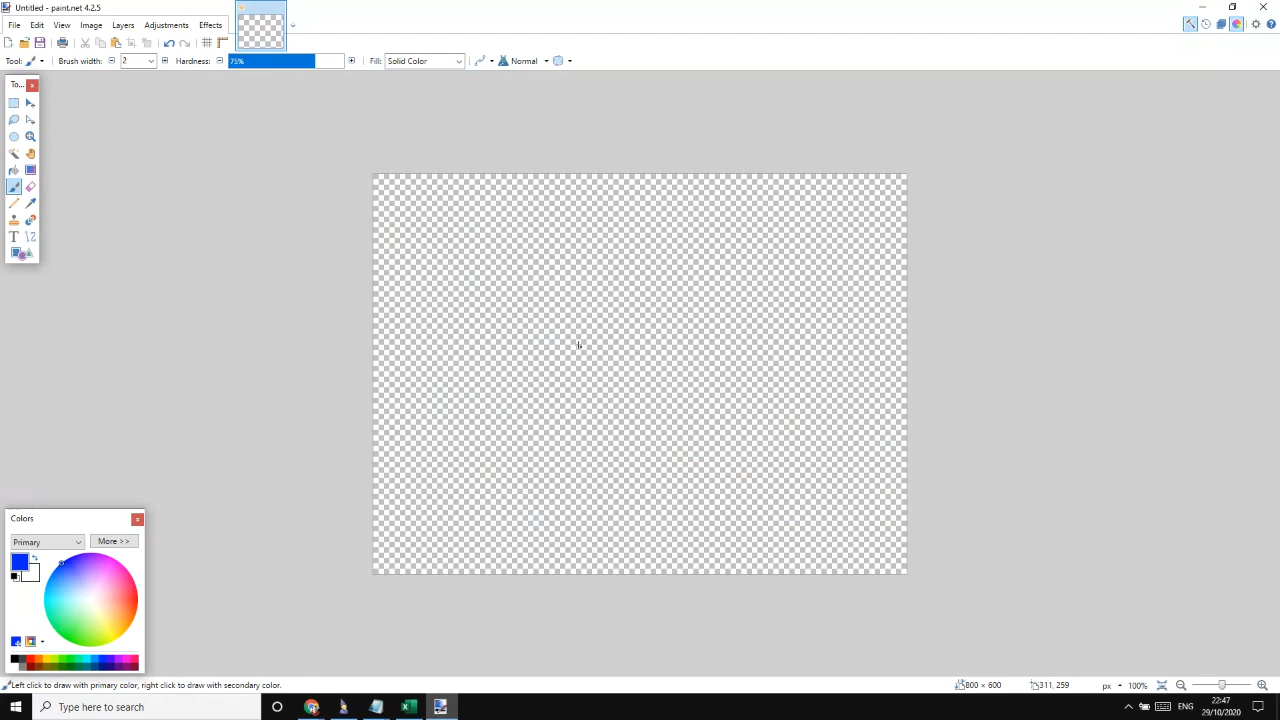 Untitled - paint.net 4.2.5
File Edit View Image Layers Adjustments Effects
Tool: Brush width: 2 Hardness: 75% Fill: Solid Color Normal
To...
Colors
Primary More >>
Left click to draw with primary color, right click to draw with secondary color. 800 × 600 311, 259 px 100%
Type here to search ENG 22:47
29/10/2020